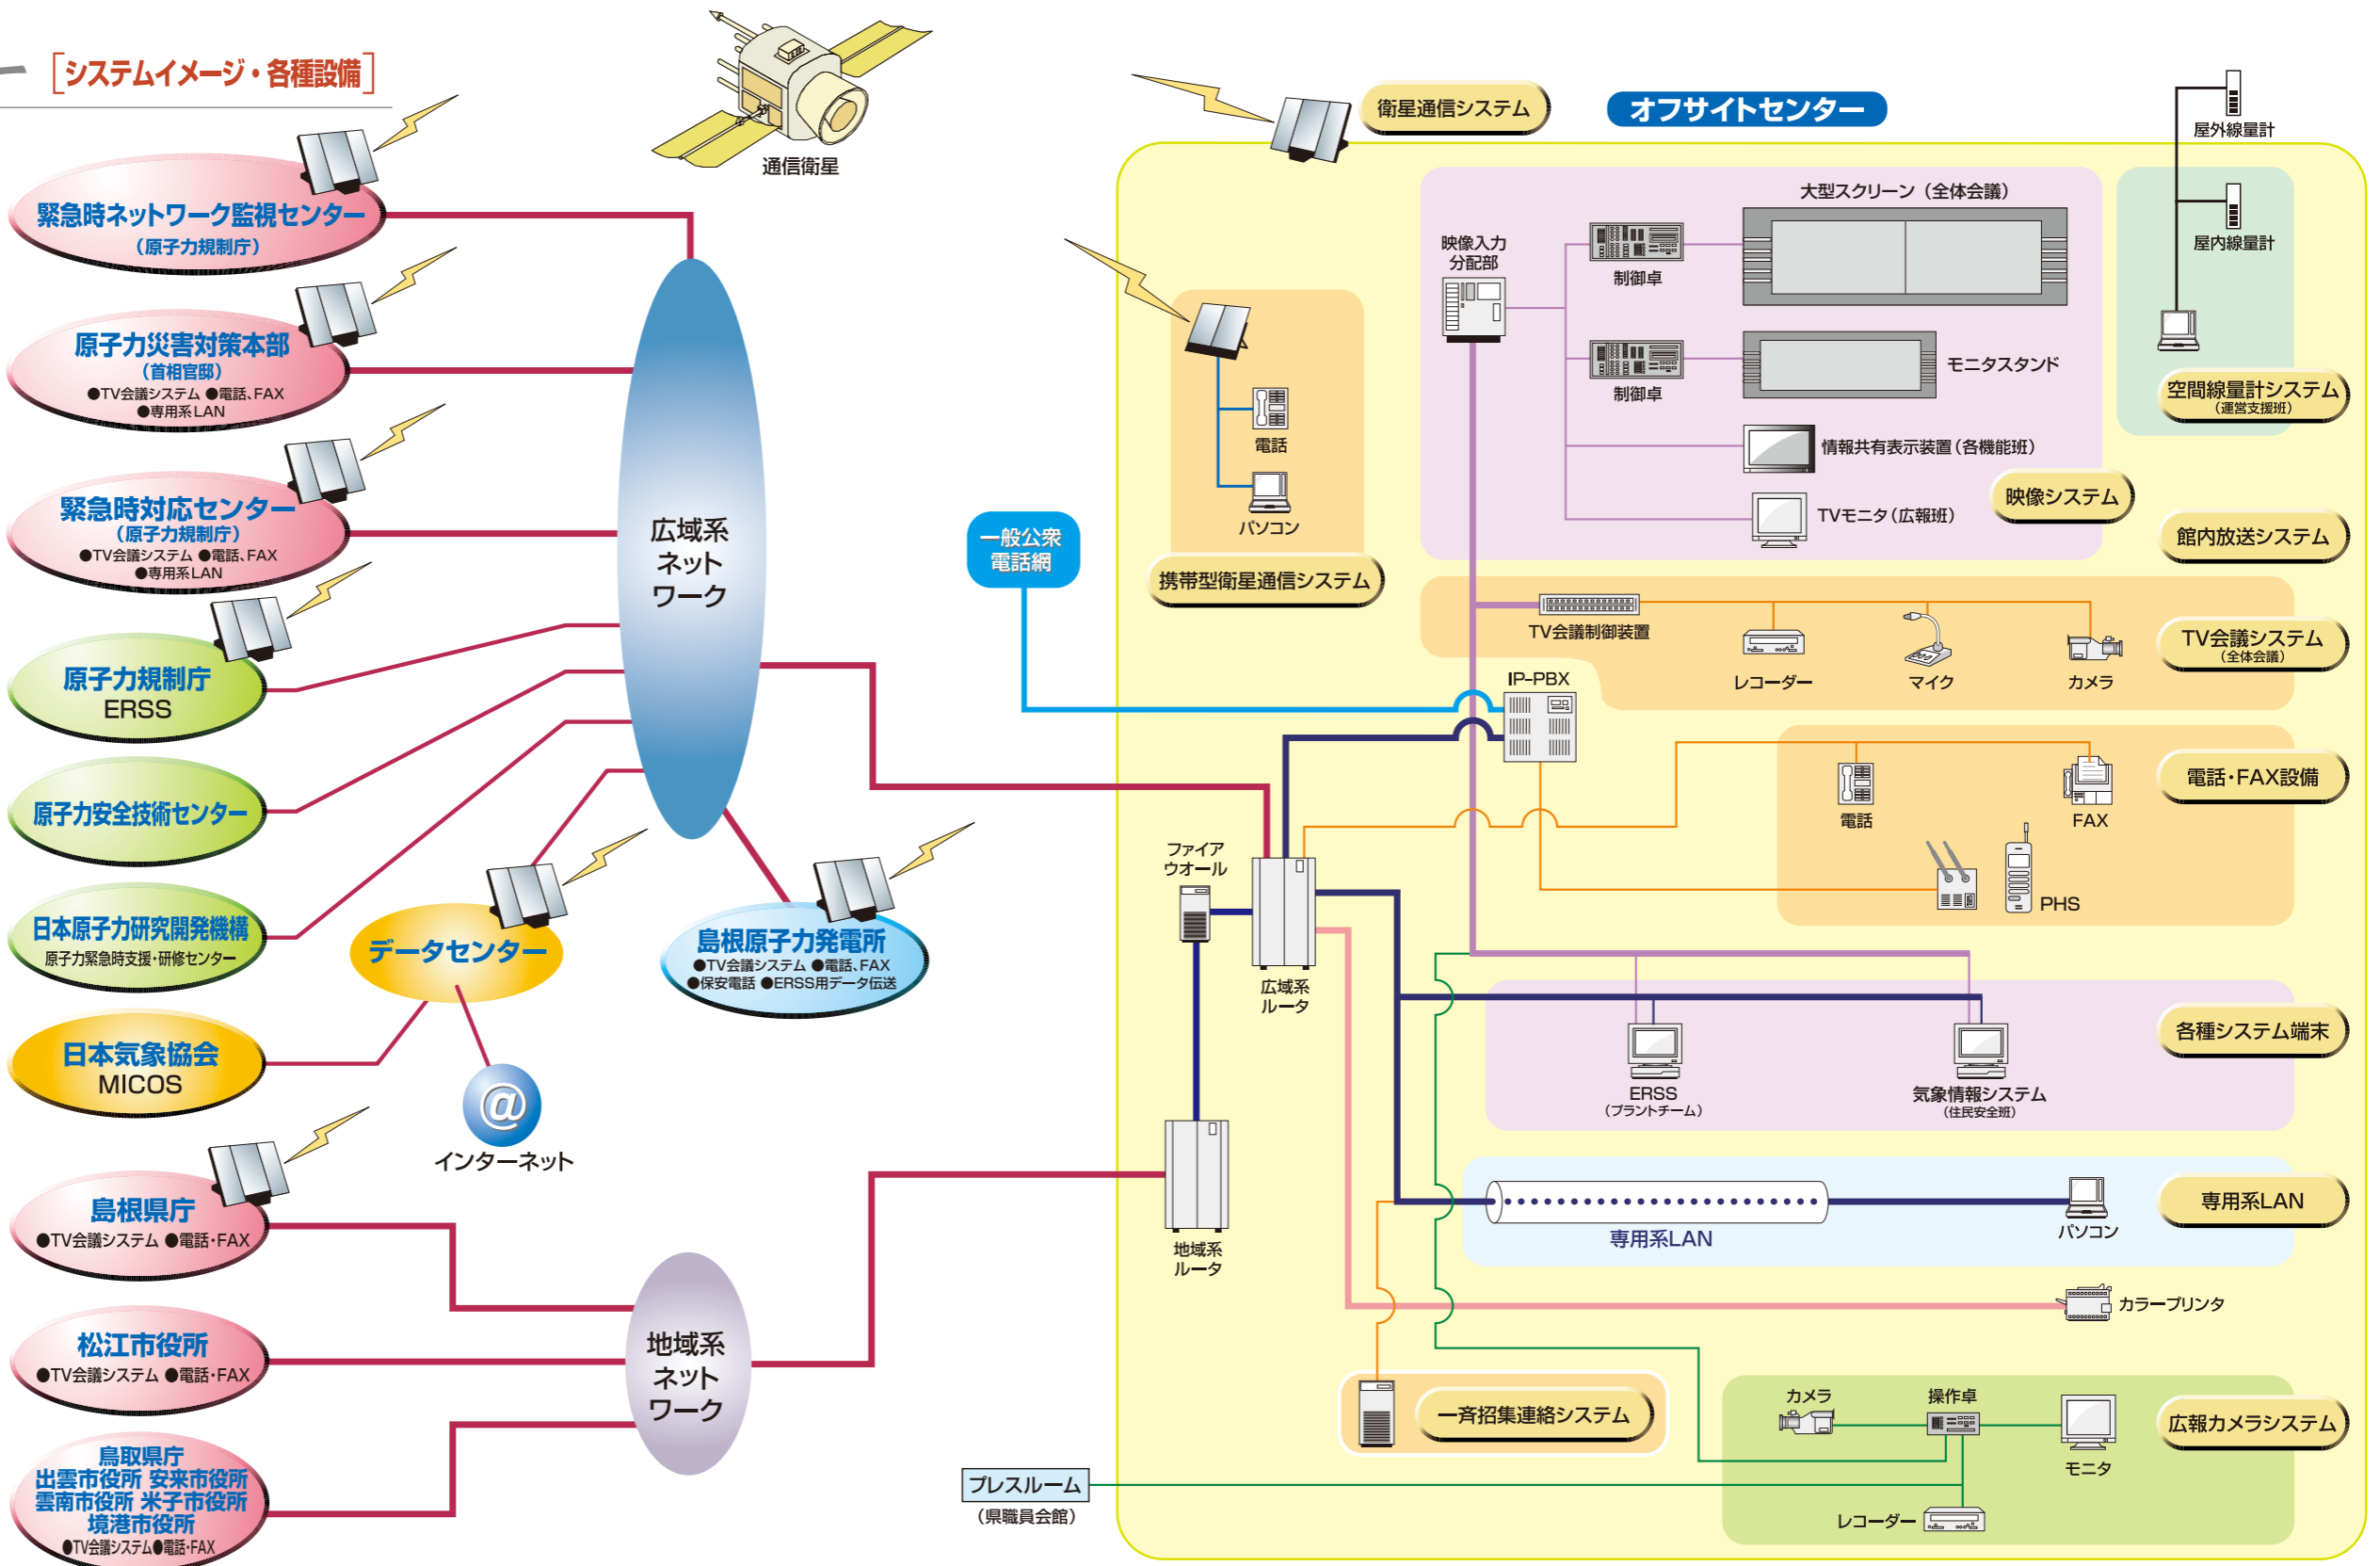 [システムイメージ・各種設備]
通信衛星
緊急時ネットワーク監視センター
(原子力規制庁)
原子力災害対策本部
(首相官邸)
●TV会議システム ●電話、FAX
●専用系LAN
緊急時対応センター
(原子力規制庁)
●TV会議システム ●電話、FAX
●専用系LAN
原子力規制庁
ERSS
原子力安全技術センター
日本原子力研究開発機構
原子力緊急時支援・研修センター
日本気象協会
MICOS
データセンター
@
インターネット
島根原子力発電所
●TV会議システム ●電話、FAX
●保安電話 ●ERSS用データ伝送
広域系
ネット
ワーク
島根県庁
●TV会議システム ●電話・FAX
松江市役所
●TV会議システム ●電話・FAX
鳥取県庁
出雲市役所 安来市役所
雲南市役所 米子市役所
境港市役所
●TV会議システム●電話・FAX
地域系
ネット
ワーク
一般公衆
電話網
プレスルーム
(県職員会館)
オフサイトセンター
衛星通信システム
電話
パソコン
携帯型衛星通信システム
映像入力
分配部
制御卓
大型スクリーン(全体会議)
制御卓
モニタスタンド
情報共有表示装置(各機能班)
TVモニタ(広報班)
映像システム
屋外線量計
屋内線量計
空間線量計システム
(運営支援班)
館内放送システム
TV会議制御装置
レコーダー
マイク
カメラ
TV会議システム
(全体会議)
IP-PBX
電話
FAX
PHS
電話・FAX設備
ファイア
ウオール
広域系
ルータ
地域系
ルータ
ERSS
(プラントチーム)
気象情報システム
(住民安全班)
各種システム端末
専用系LAN
パソコン
専用系LAN
カラープリンタ
一斉招集連絡システム
カメラ
操作卓
モニタ
レコーダー
広報カメラシステム